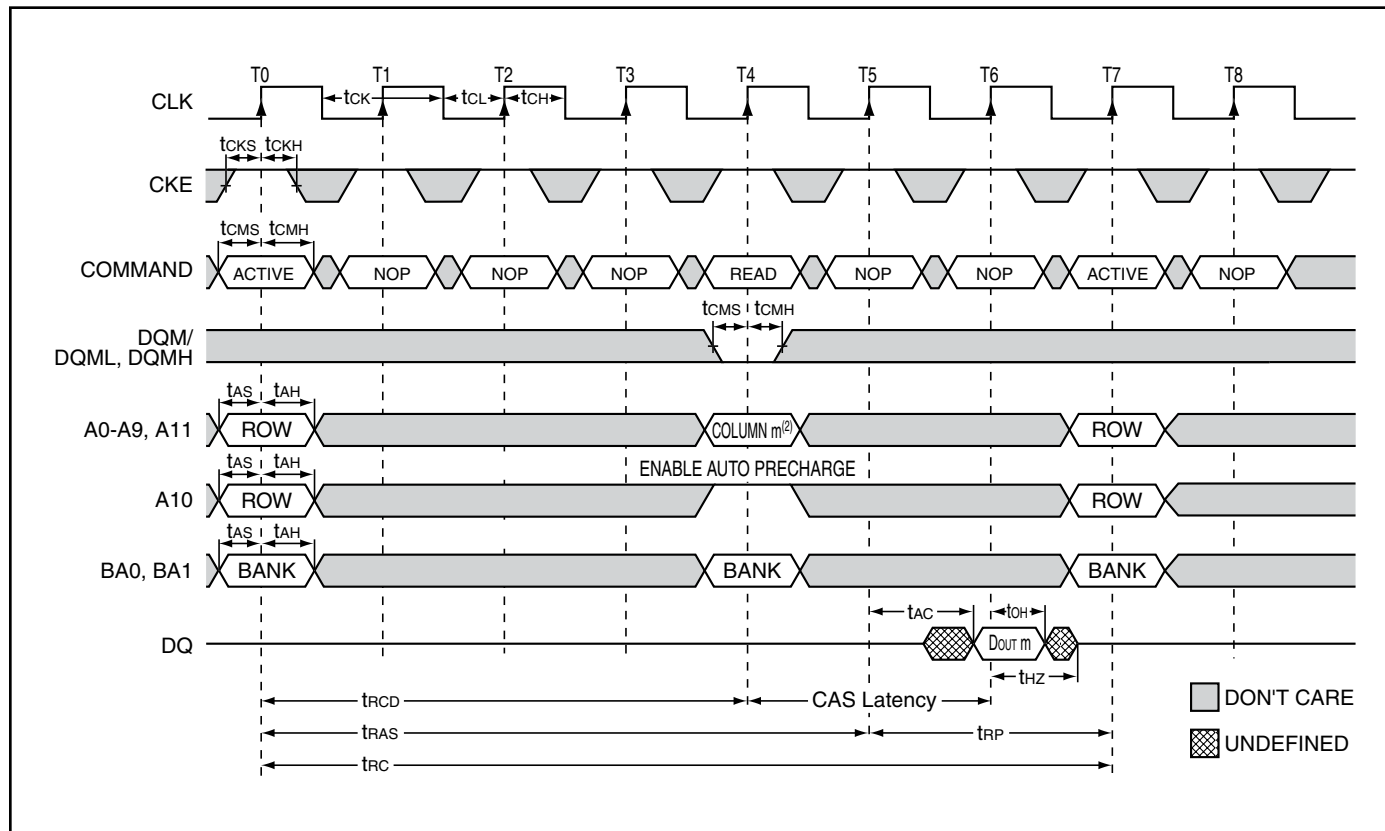 T0 T1 T2 T3 T4 T5 T6 T7 T8
CLK
tCK tCL tCH
tCKS tCKH
CKE
tCMS tCMH
COMMAND ACTIVE NOP NOP NOP READ NOP NOP ACTIVE NOP
tCMS tCMH
DQM/
DQML, DQMH
tAS tAH
A0-A9, A11 ROW COLUMN m(2) ROW
tAS tAH ENABLE AUTO PRECHARGE
A10 ROW ROW
tAS tAH
BA0, BA1 BANK BANK BANK
tAC tOH
DQ DOUT m
tHZ
tRCD CAS Latency
DON'T CARE
tRAS tRP
UNDEFINED
tRC